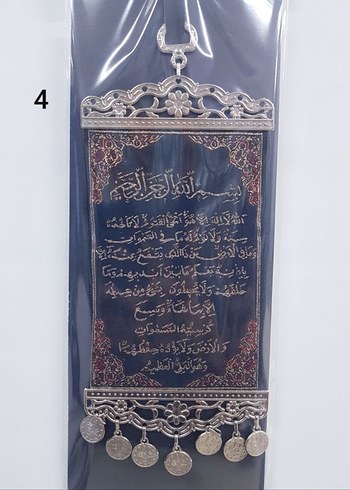 4
بسم الله الرحمن الرحيم
الله لا إله إلا هو الحي القيوم لا تأخذه
سنة ولا نوم له ما في السموات
وما في الأرض من ذا الذي يشفع عنده إلا
بإذنه يعلم ما بين أيديهم وما
خلفهم ولا يحيطون بشيء من علمه
إلا بما شاء وسع
كرسيه السموات
والأرض ولا يؤده حفظهما
وهو العلي العظيم